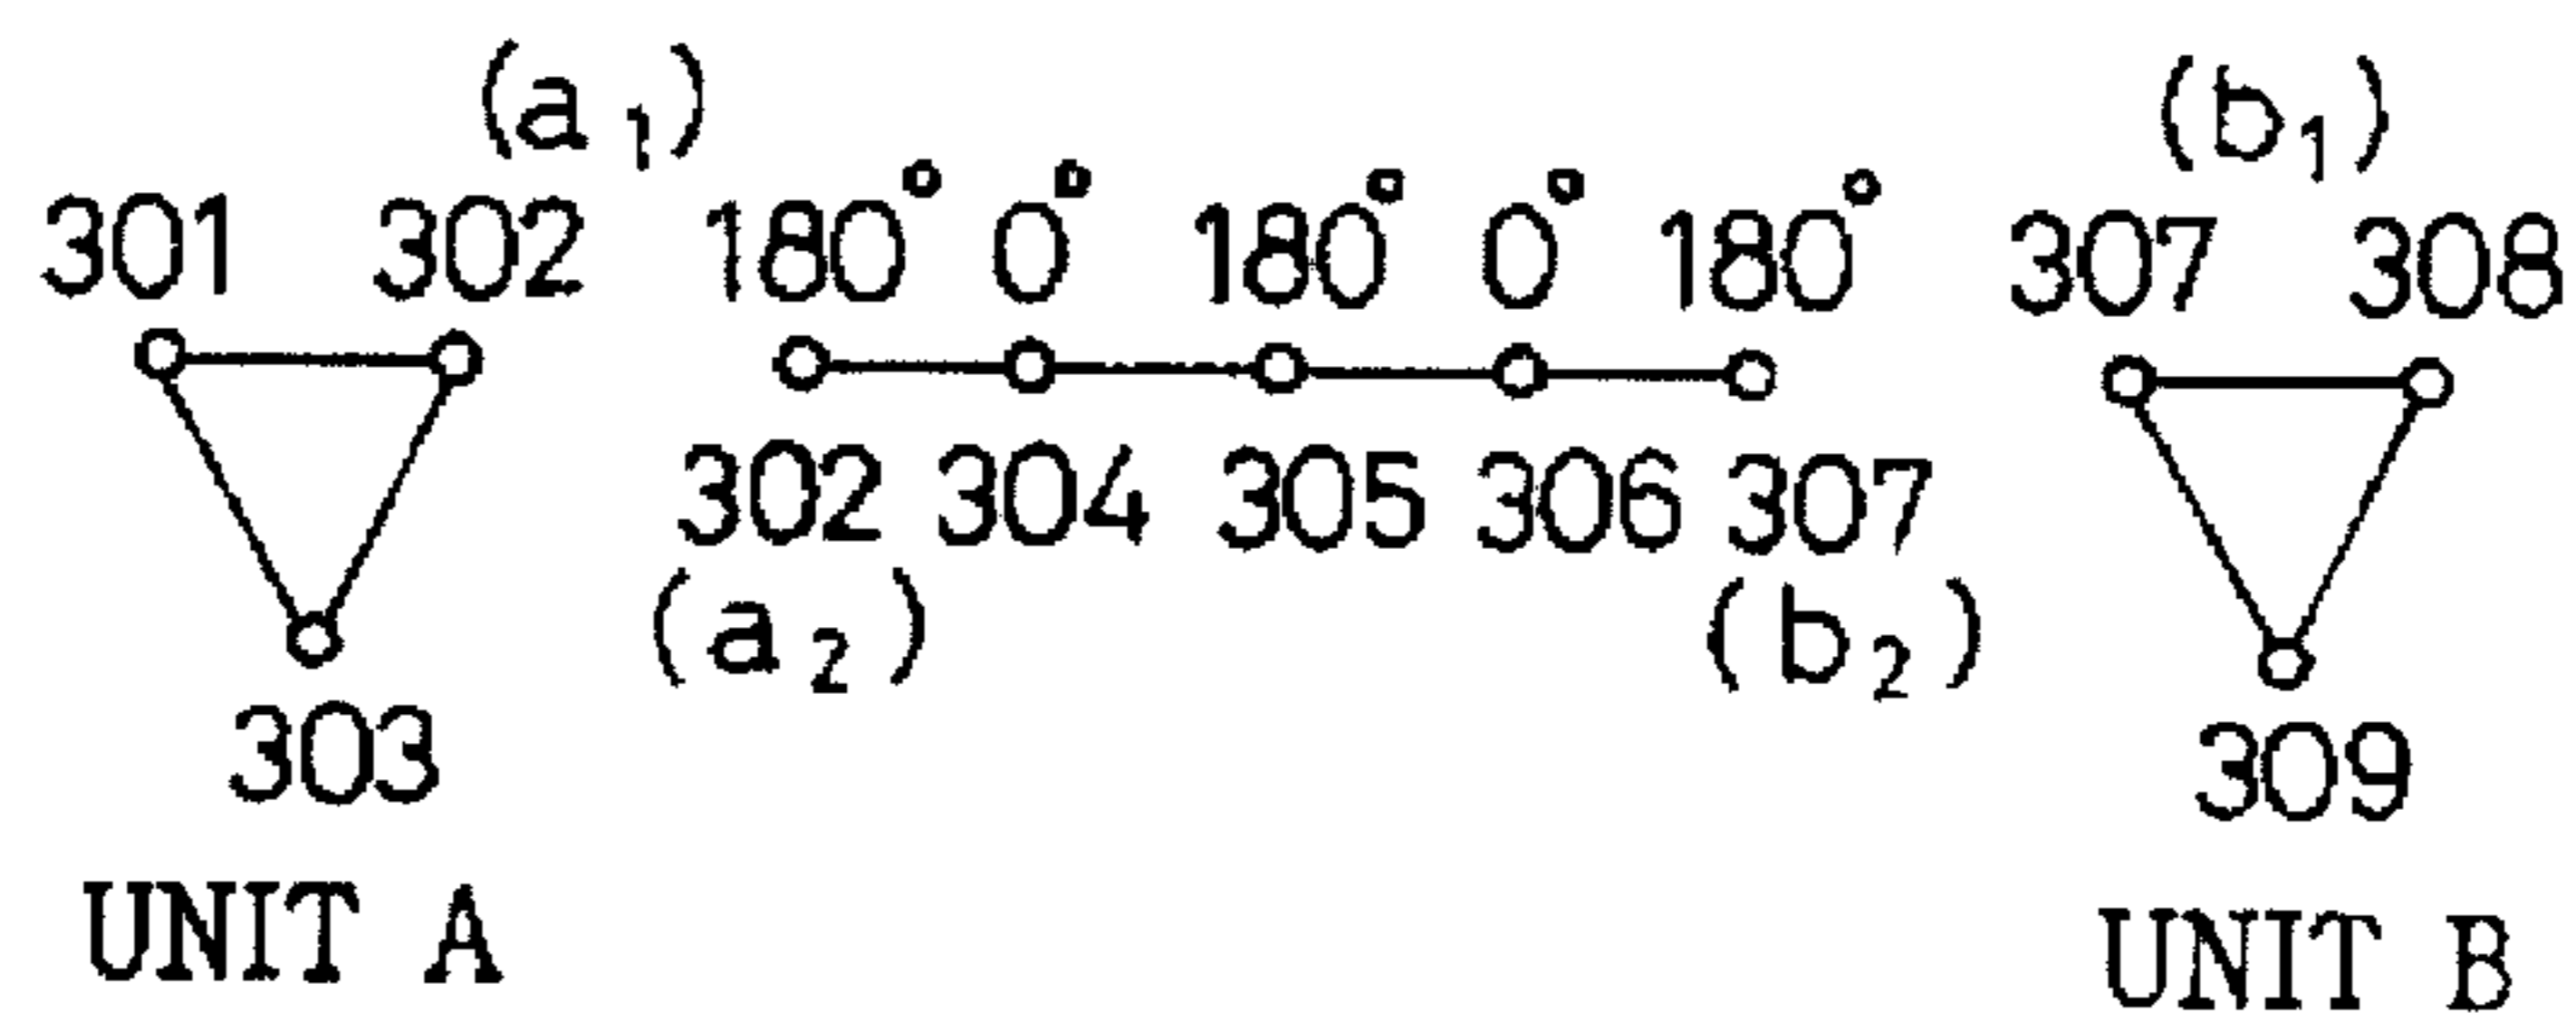 (a₁) (b₁)
301 302 180° 0° 180° 0° 180° 307 308
302 304 305 306 307
(a₂) (b₂)
303 309
UNIT A UNIT B